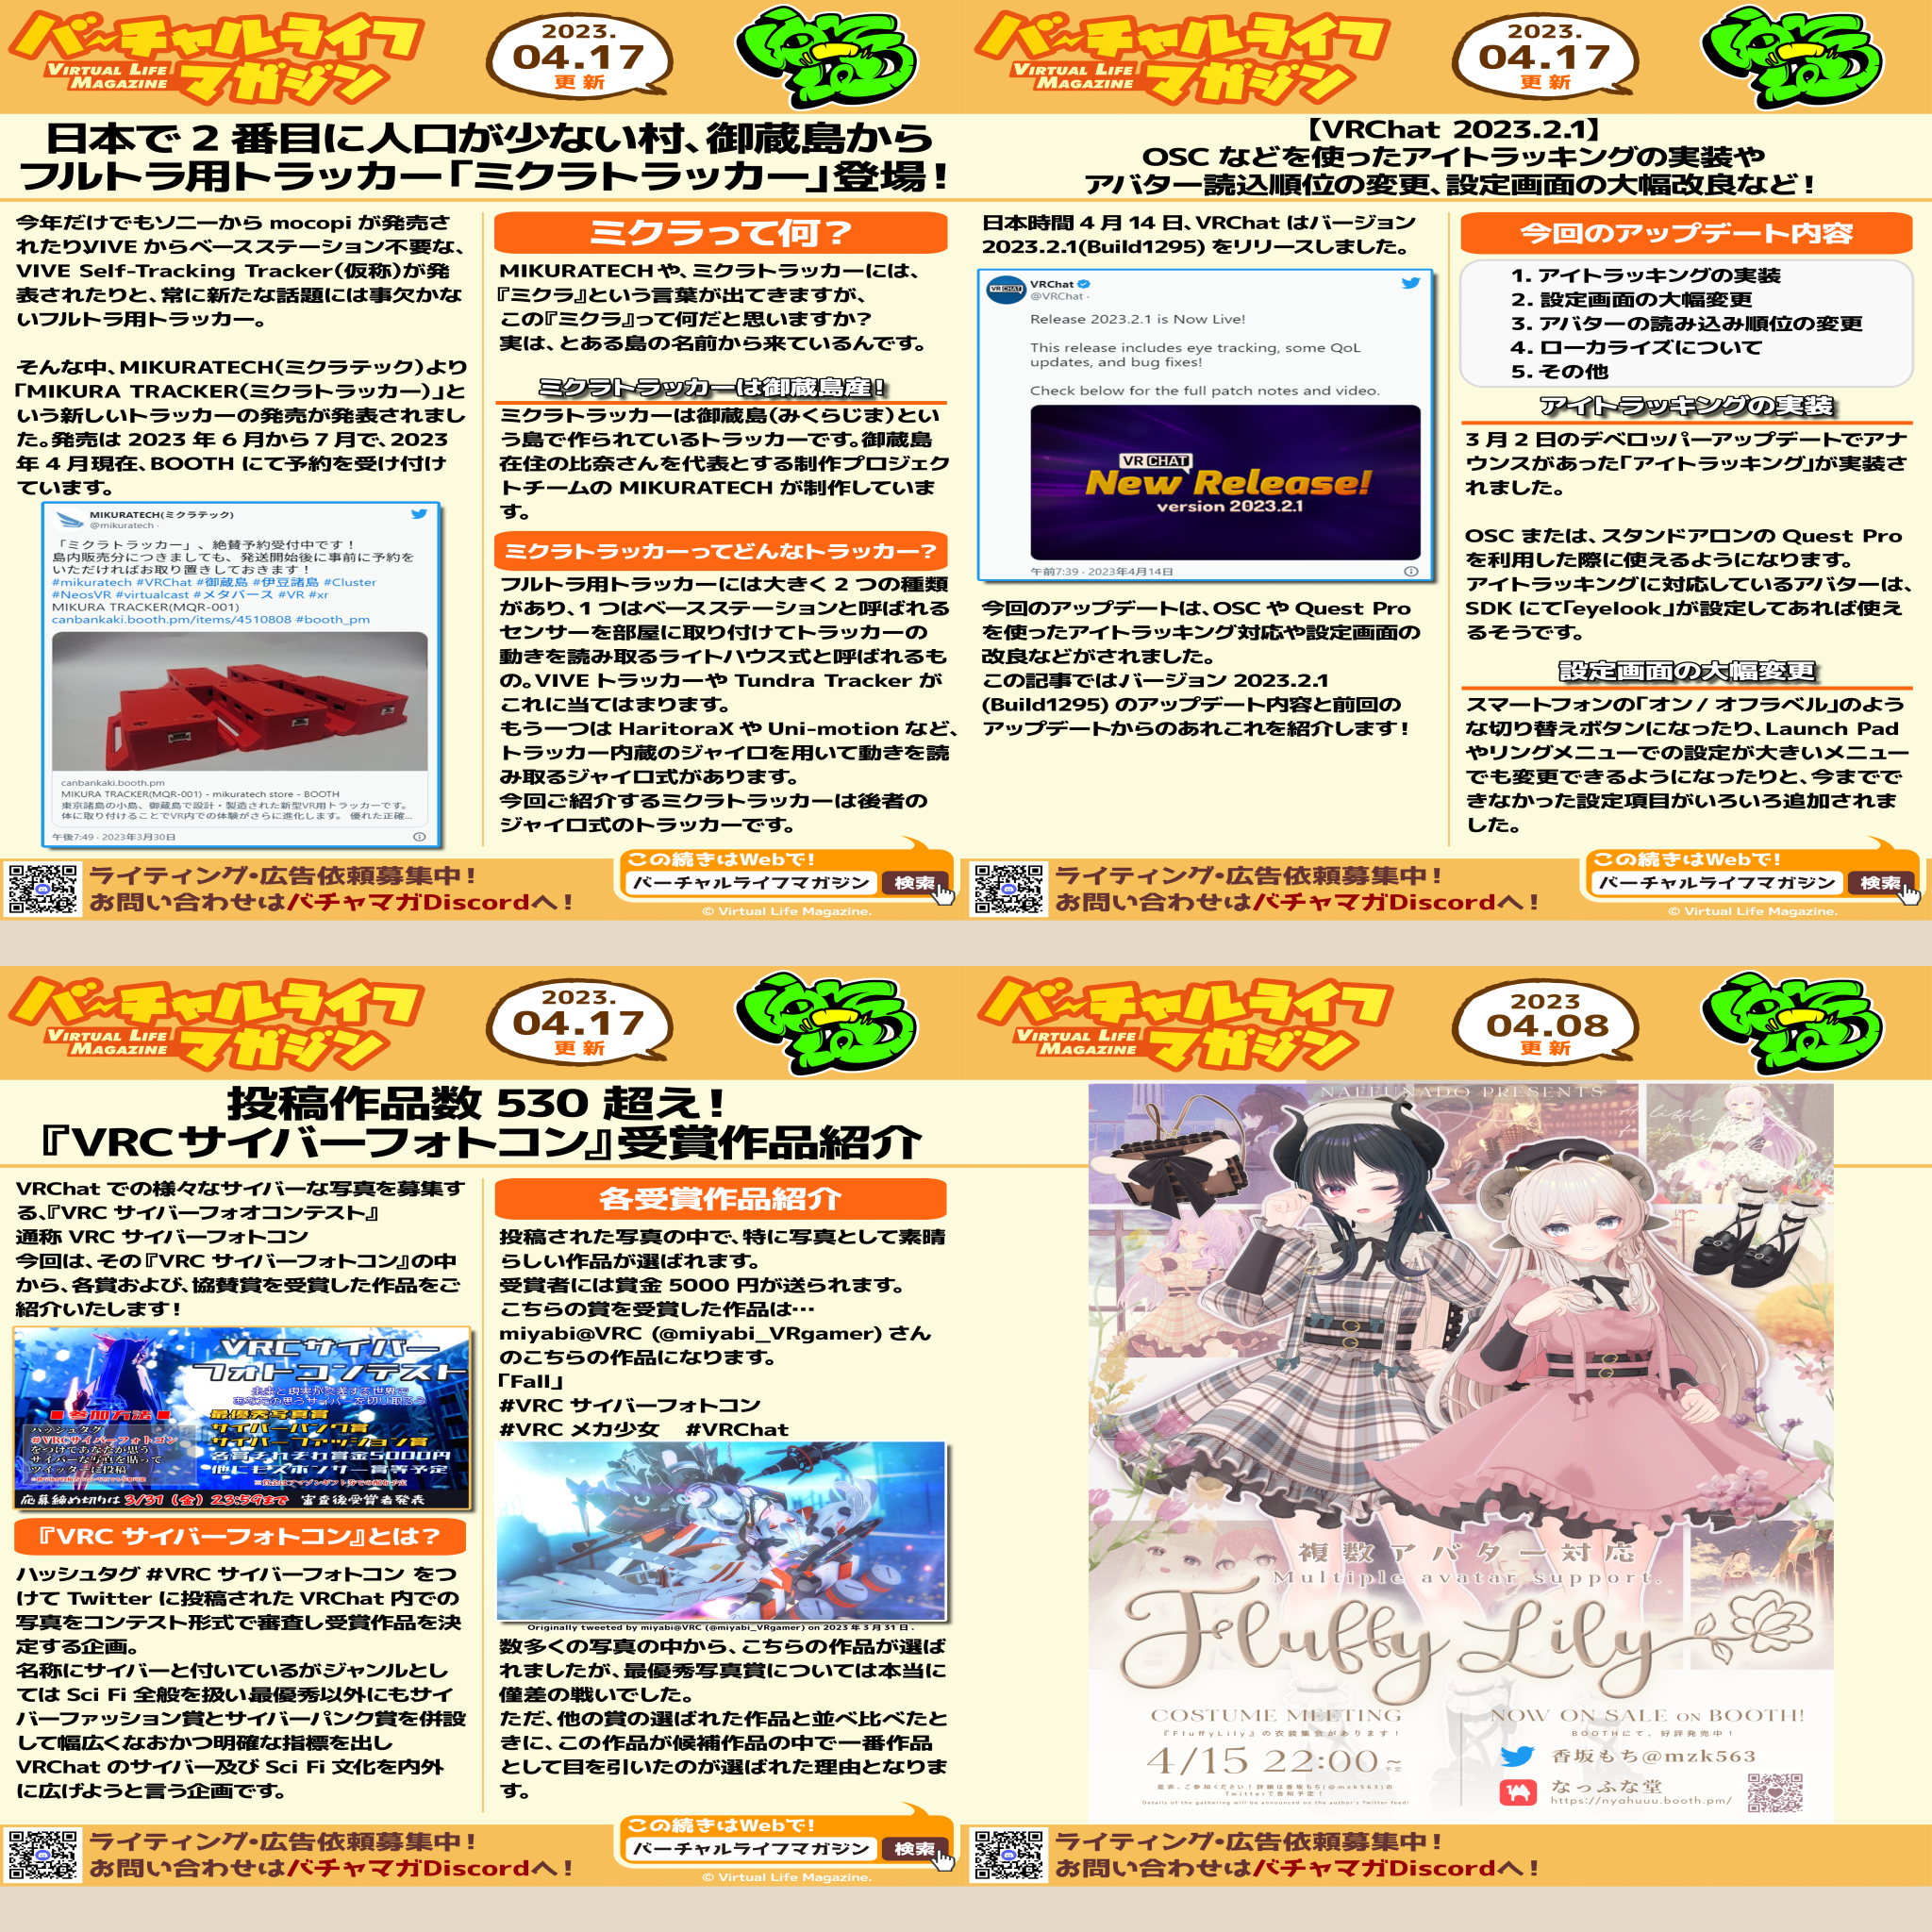 バーチャルライフ
マガジン
VIRTUAL LIFE
MAGAZINE
2023.
04.17
更新
日本で2番目に人口が少ない村、御蔵島から
フルトラ用トラッカー「ミクラトラッカー」登場!
今年だけでもソニーから mocopi が発売さ
れたり、VIVE からベースステーション不要な、
VIVE Self-Tracking Tracker(仮称)が発
表されたりと、常に新たな話題には事欠かな
いフルトラ用トラッカー。
そんな中、MIKURATECH(ミクラテック)より
「MIKURA TRACKER(ミクラトラッカー)」と
いう新しいトラッカーの発売が発表されまし
た。発売は 2023 年 6 月から 7 月で、2023
年 4 月現在、BOOTH にて予約を受け付け
ています。
MIKURATECH(ミクラテック)
@mikuratech ·
「ミクラトラッカー」、絶賛予約受付中です!
島内販売分につきましても、発送開始後に事前に予約を
いただければお取り置きしておきます!
#mikuratech #VRChat #御蔵島 #伊豆諸島 #Cluster
#NeosVR #virtualcast #メタバース #VR #xr
MIKURA TRACKER(MQR-001)
canbankaki.booth.pm/items/4510808 #booth_pm
canbankaki.booth.pm
MIKURA TRACKER(MQR-001) - mikuratech store - BOOTH
東京諸島の小島、御蔵島で設計・製造された新型VR用トラッカーです。
体に取り付けることでVR内での体験がさらに進化します。 優れた正確...
午後7:49 · 2023年3月30日
ミクラって何?
MIKURATECHや、ミクラトラッカーには、
『ミクラ』という言葉が出てきますが、
この『ミクラ』って何だと思いますか?
実は、とある島の名前から来ているんです。
ミクラトラッカーは御蔵島産!
ミクラトラッカーは御蔵島(みくらじま)とい
う島で作られているトラッカーです。御蔵島
在住の比奈さんを代表とする制作プロジェク
トチームの MIKURATECH が制作していま
す。
ミクラトラッカーってどんなトラッカー?
フルトラ用トラッカーには大きく 2 つの種類
があり、1 つはベースステーションと呼ばれる
センサーを部屋に取り付けてトラッカーの
動きを読み取るライトハウス式と呼ばれるも
の。VIVE トラッカーや Tundra Tracker が
これに当てはまります。
もう一つは HaritoraX や Uni-motion など、
トラッカー内蔵のジャイロを用いて動きを読
み取るジャイロ式があります。
今回ご紹介するミクラトラッカーは後者の
ジャイロ式のトラッカーです。
ライティング・広告依頼募集中!
お問い合わせはバチャマガDiscordへ!
この続きはWebで!
バーチャルライフマガジン 検索
© Virtual Life Magazine.
バーチャルライフ
マガジン
VIRTUAL LIFE
MAGAZINE
2023.
04.17
更新
【VRChat 2023.2.1】
OSC などを使ったアイトラッキングの実装や
アバター読込順位の変更、設定画面の大幅改良など!
日本時間 4 月 14 日、VRChat はバージョン
2023.2.1(Build1295) をリリースしました。
VRChat
@VRChat ·
Release 2023.2.1 is Now Live!
This release includes eye tracking, some QoL
updates, and bug fixes!
Check below for the full patch notes and video.
VRCHAT
New Release!
version 2023.2.1
午前7:39 · 2023年4月14日
今回のアップデートは、OSC や Quest Pro
を使ったアイトラッキング対応や設定画面の
改良などがされました。
この記事ではバージョン 2023.2.1
(Build1295) のアップデート内容と前回の
アップデートからのあれこれを紹介します!
今回のアップデート内容
1. アイトラッキングの実装
2. 設定画面の大幅変更
3. アバターの読み込み順位の変更
4. ローカライズについて
5. その他
アイトラッキングの実装
3 月 2 日のデベロッパーアップデートでアナ
ウンスがあった「アイトラッキング」が実装さ
れました。
OSC または、スタンドアロンの Quest Pro
を利用した際に使えるようになります。
アイトラッキングに対応しているアバターは、
SDK にて「eyelook」が設定してあれば使え
るそうです。
設定画面の大幅変更
スマートフォンの「オン / オフラベル」のよう
な切り替えボタンになったり、Launch Pad
やリングメニューでの設定が大きいメニュー
でも変更できるようになったりと、今までで
きなかった設定項目がいろいろ追加されま
した。
ライティング・広告依頼募集中!
お問い合わせはバチャマガDiscordへ!
この続きはWebで!
バーチャルライフマガジン 検索
© Virtual Life Magazine.
バーチャルライフ
マガジン
VIRTUAL LIFE
MAGAZINE
2023.
04.17
更新
投稿作品数 530 超え!
『VRCサイバーフォトコン』受賞作品紹介
VRChat での様々なサイバーな写真を募集す
る、『VRC サイバーフォオコンテスト』
通称 VRC サイバーフォトコン
今回は、その『VRC サイバーフォトコン』の中
から、各賞および、協賛賞を受賞した作品をご
紹介いたします!
VRCサイバー
フォトコンテスト
未来と現実が交差する世界で
あなたの思うサイバーを切り取ろう
■参加方法■
ハッシュタグ
#VRCサイバーフォトコン
をつけてあなたが思う
サイバーな写真を貼って
ツイッターに投稿
最優秀写真賞
サイバーパンク賞
サイバーファッション賞
各賞それぞれ賞金5000円
他にもスポンサー賞等予定
応募締め切りは 3/31(金)23:59まで 審査後受賞者発表
『VRC サイバーフォトコン』とは?
ハッシュタグ #VRC サイバーフォトコン をつ
けて Twitter に投稿された VRChat 内での
写真をコンテスト形式で審査し受賞作品を決
定する企画。
名称にサイバーと付いているがジャンルとし
ては Sci Fi 全般を扱い、最優秀以外にもサイ
バーファッション賞とサイバーパンク賞を併設
して幅広くなおかつ明確な指標を出し
VRChat のサイバー及び Sci Fi 文化を内外
に広げようと言う企画です。
各受賞作品紹介
投稿された写真の中で、特に写真として素晴
らしい作品が選ばれます。
受賞者には賞金 5000 円が送られます。
こちらの賞を受賞した作品は…
miyabi@VRC (@miyabi_VRgamer) さん
のこちらの作品になります。
「Fall」
#VRC サイバーフォトコン
#VRC メカ少女 #VRChat
Originally tweeted by miyabi@VRC (@miyabi_VRgamer) on 2023 年 3 月 31 日 .
数多くの写真の中から、こちらの作品が選ば
れましたが、最優秀写真賞については本当に
僅差の戦いでした。
ただ、他の賞の選ばれた作品と並べ比べたと
きに、この作品が候補作品の中で一番作品
として目を引いたのが選ばれた理由となりま
す。
ライティング・広告依頼募集中!
お問い合わせはバチャマガDiscordへ!
この続きはWebで!
バーチャルライフマガジン 検索
© Virtual Life Magazine.
バーチャルライフ
マガジン
VIRTUAL LIFE
MAGAZINE
2023
04.08
更新
NAFFUNADO PRESENTS
複数アバター対応
Multiple avatar support.
Fluffy Lily
COSTUME MEETING
『FluffyLily』の衣装集会があります!
4/15 22:00~
予定
是非、ご参加ください!詳細は香坂もち(@mzk563)の
Twitterで告知予定!
Details of the gathering will be announced on the author's Twitter feed!
NOW ON SALE ON BOOTH!
BOOTHにて、好評発売中!
香坂もち@mzk563
なっふな堂
https://nyahuuu.booth.pm/
ライティング・広告依頼募集中!
お問い合わせはバチャマガDiscordへ!